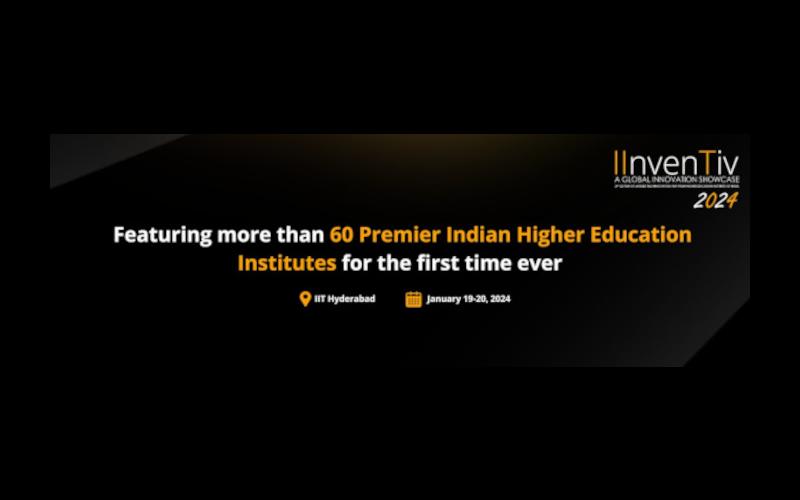 IInvenTiv
A GLOBAL INNOVATION SHOWCASE
2024
Featuring more than 60 Premier Indian Higher Education
Institutes for the first time ever
IIT Hyderabad
January 19-20, 2024